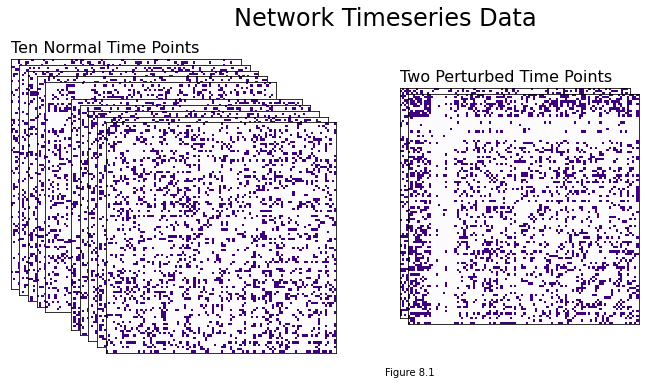 Network Timeseries Data
Ten Normal Time Points
Two Perturbed Time Points
Figure 8.1